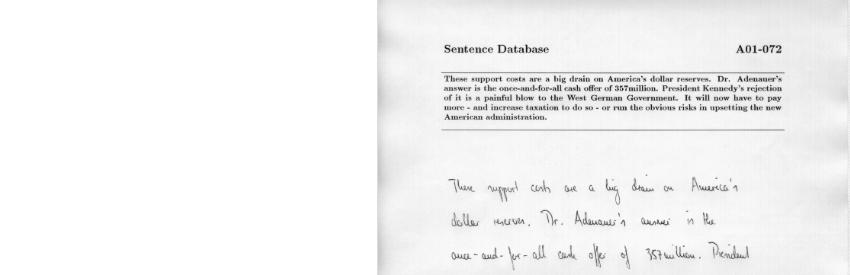 Sentence Database A01-072
These support costs are a big drain on America's dollar reserves. Dr. Adenauer's
answer is the once-and-for-all cash offer of 357million. President Kennedy's rejection
of it is a painful blow to the West German Government. It will now have to pay
more - and increase taxation to do so - or run the obvious risks in upsetting the new
American administration.
These support costs are a big drain on America's
dollar reserves. Dr. Adenauer's answer is the
once-and-for-all cash offer of 357million. President